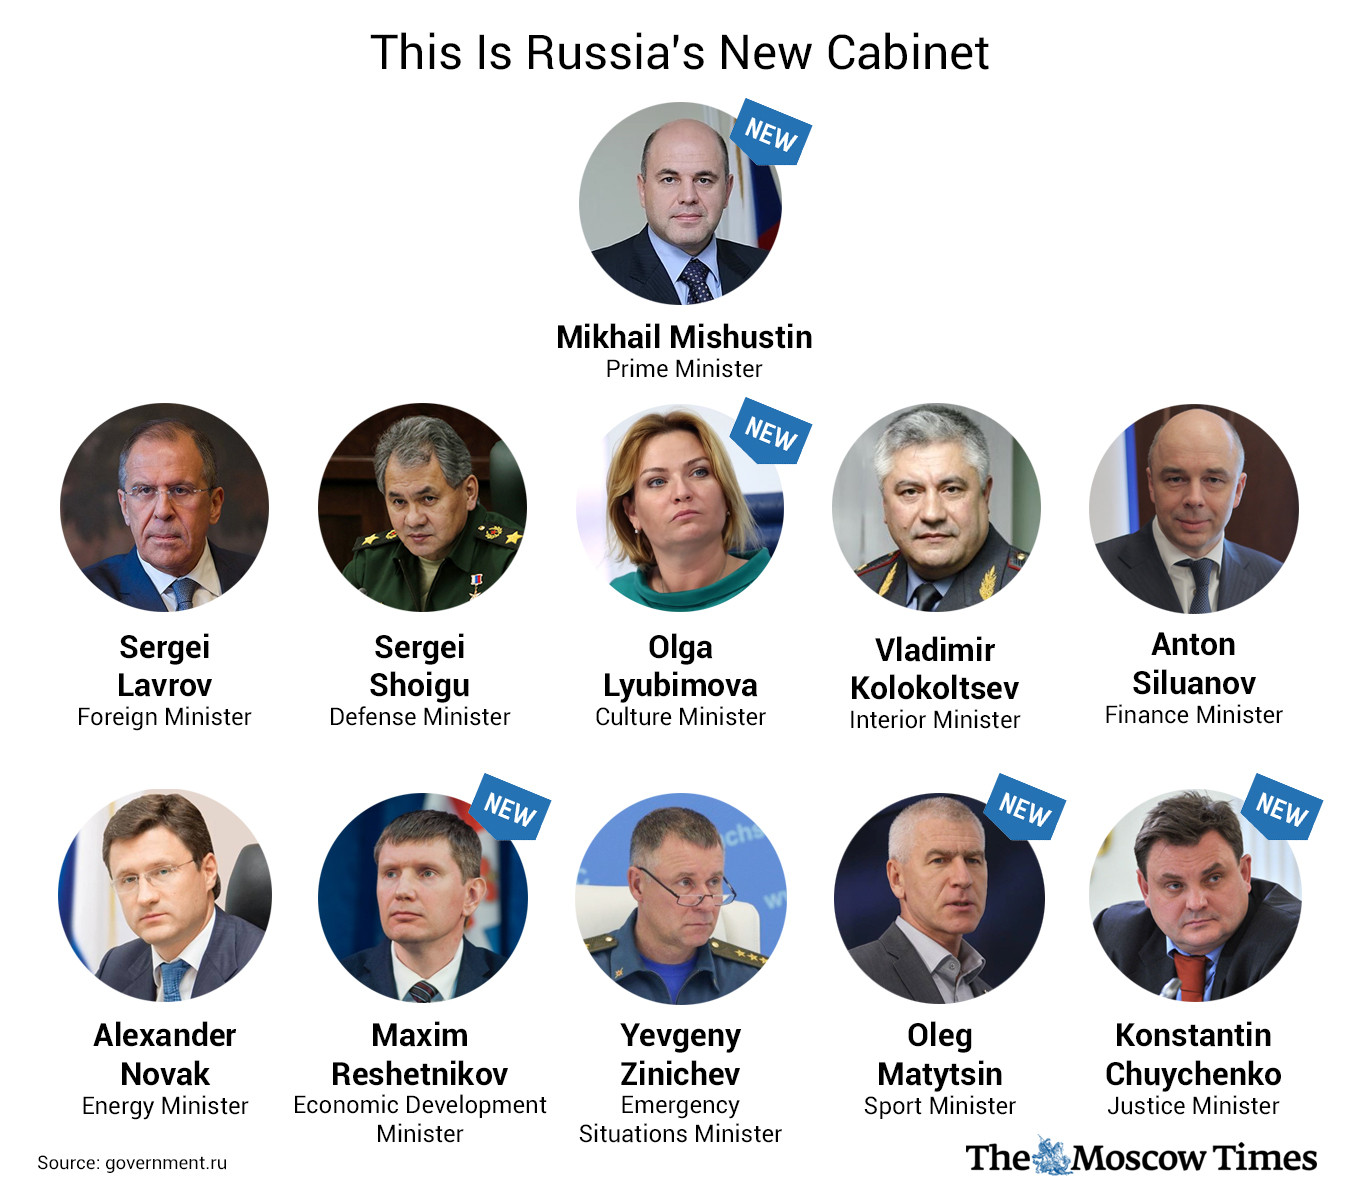 This Is Russia's New Cabinet
NEW
Mikhail Mishustin
Prime Minister
NEW
Sergei
Lavrov
Foreign Minister
Sergei
Shoigu
Defense Minister
Olga
Lyubimova
Culture Minister
Vladimir
Kolokoltsev
Interior Minister
Anton
Siluanov
Finance Minister
NEW
NEW
NEW
Alexander
Novak
Energy Minister
Maxim
Reshetnikov
Economic Development
Minister
Yevgeny
Zinichev
Emergency
Situations Minister
Oleg
Matytsin
Sport Minister
Konstantin
Chuychenko
Justice Minister
Source: government.ru
The Moscow Times